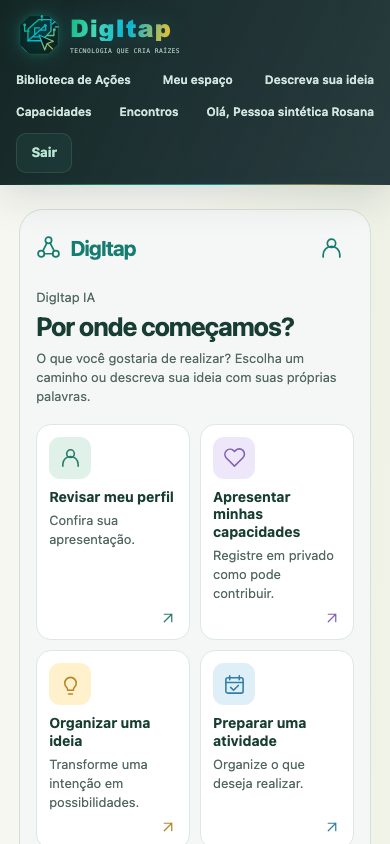 DigItap
TECNOLOGIA QUE CRIA RAÍZES
Biblioteca de Ações
Meu espaço
Descreva sua ideia
Capacidades
Encontros
Olá, Pessoa sintética Rosana
Sair
DigItap
DigItap IA
Por onde começamos?
O que você gostaria de realizar? Escolha um
caminho ou descreva sua ideia com suas próprias
palavras.
Revisar meu perfil
Confira sua
apresentação.
Apresentar
minhas
capacidades
Registre em privado
como pode
contribuir.
Organizar uma
ideia
Transforme uma
intenção em
possibilidades.
Preparar uma
atividade
Organize o que
deseja realizar.